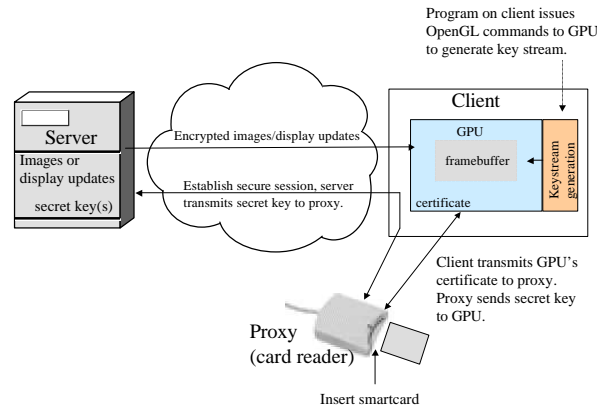 Program on client issues
OpenGL commands to GPU
to generate key stream.
Client
Server
Encrypted images/display updates
GPU
framebuffer
Keystream
generation
Images or
display updates
secret key(s)
Establish secure session, server
transmits secret key to proxy.
certificate
Client transmits GPU's
certificate to proxy.
Proxy sends secret key
to GPU.
Proxy
(card reader)
Insert smartcard